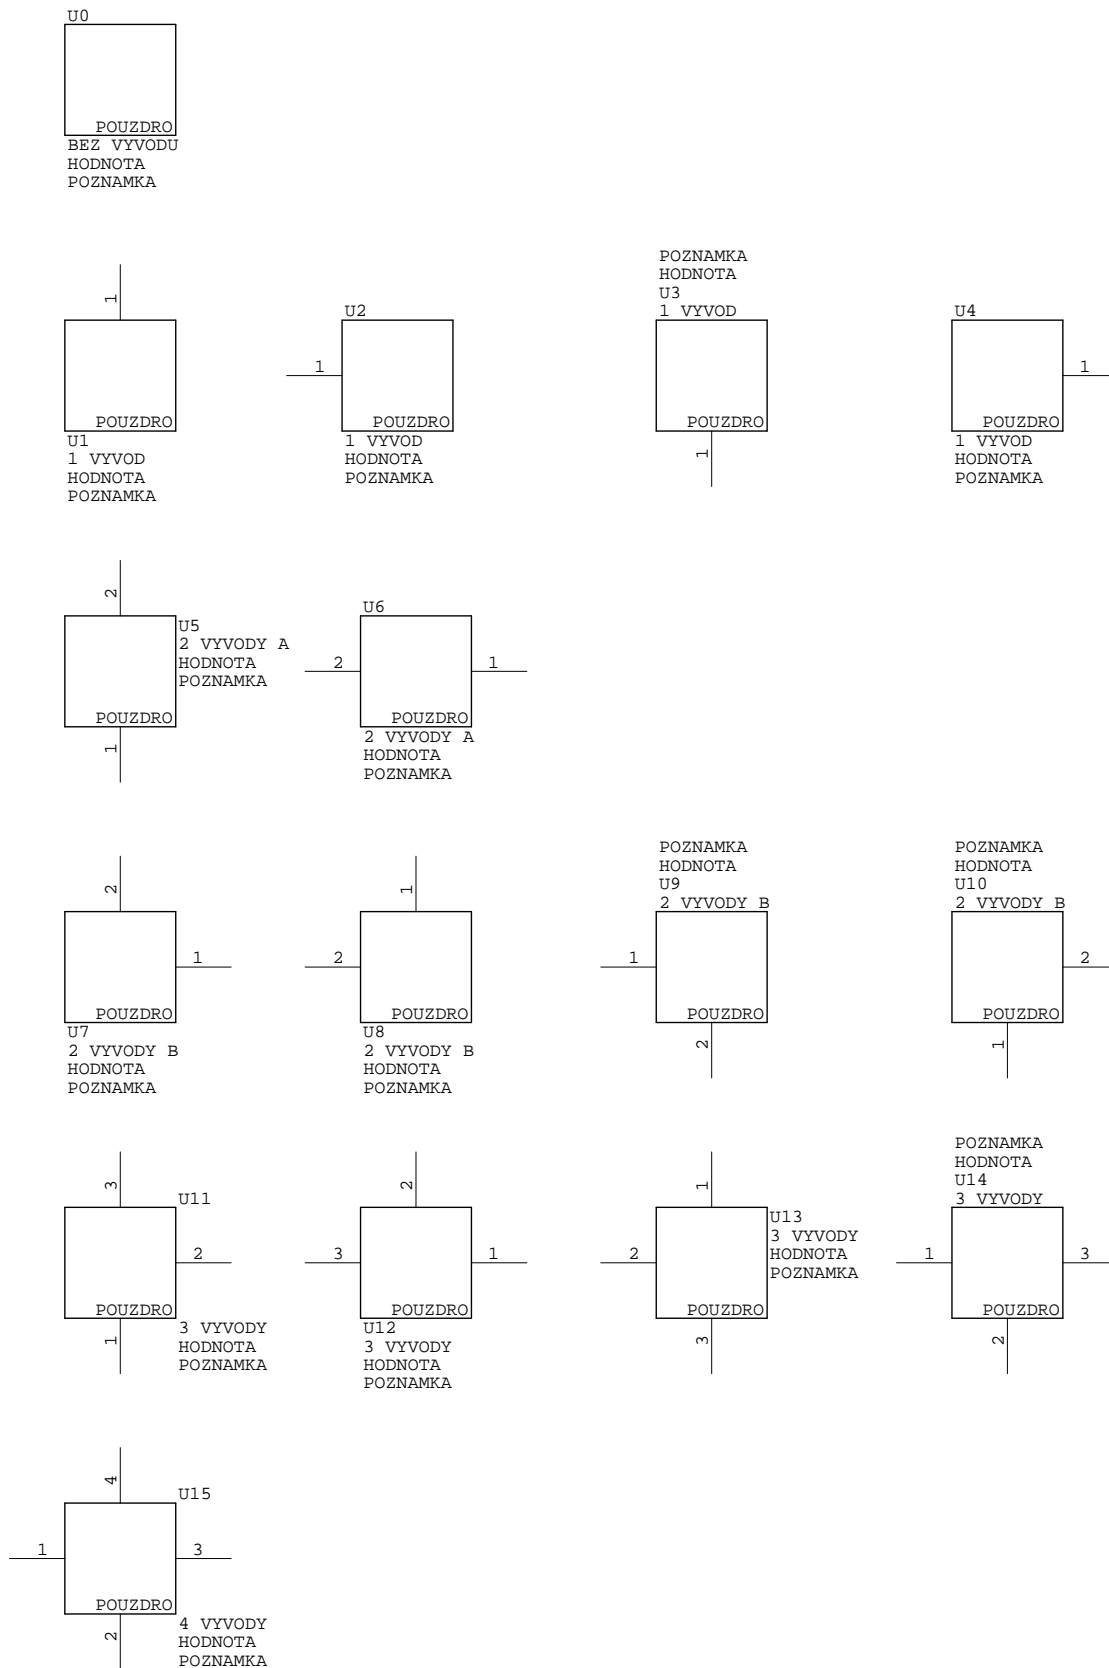 U0
POUZDRO
BEZ VYVODU
HODNOTA
POZNAMKA
1
POUZDRO
U1
1 VYVOD
HODNOTA
POZNAMKA
U2
1
POUZDRO
1 VYVOD
HODNOTA
POZNAMKA
POZNAMKA
HODNOTA
U3
1 VYVOD
POUZDRO
1
U4
1
POUZDRO
1 VYVOD
HODNOTA
POZNAMKA
2
U5
2 VYVODY A
HODNOTA
POZNAMKA
POUZDRO
1
U6
2
1
POUZDRO
2 VYVODY A
HODNOTA
POZNAMKA
2
1
POUZDRO
U7
2 VYVODY B
HODNOTA
POZNAMKA
1
2
POUZDRO
U8
2 VYVODY B
HODNOTA
POZNAMKA
POZNAMKA
HODNOTA
U9
2 VYVODY B
1
POUZDRO
2
POZNAMKA
HODNOTA
U10
2 VYVODY B
2
POUZDRO
1
3
U11
2
POUZDRO
1
3 VYVODY
HODNOTA
POZNAMKA
2
3
1
POUZDRO
U12
3 VYVODY
HODNOTA
POZNAMKA
1
U13
3 VYVODY
HODNOTA
POZNAMKA
2
POUZDRO
3
POZNAMKA
HODNOTA
U14
3 VYVODY
1
3
POUZDRO
2
4
U15
1
3
POUZDRO
2
4 VYVODY
HODNOTA
POZNAMKA